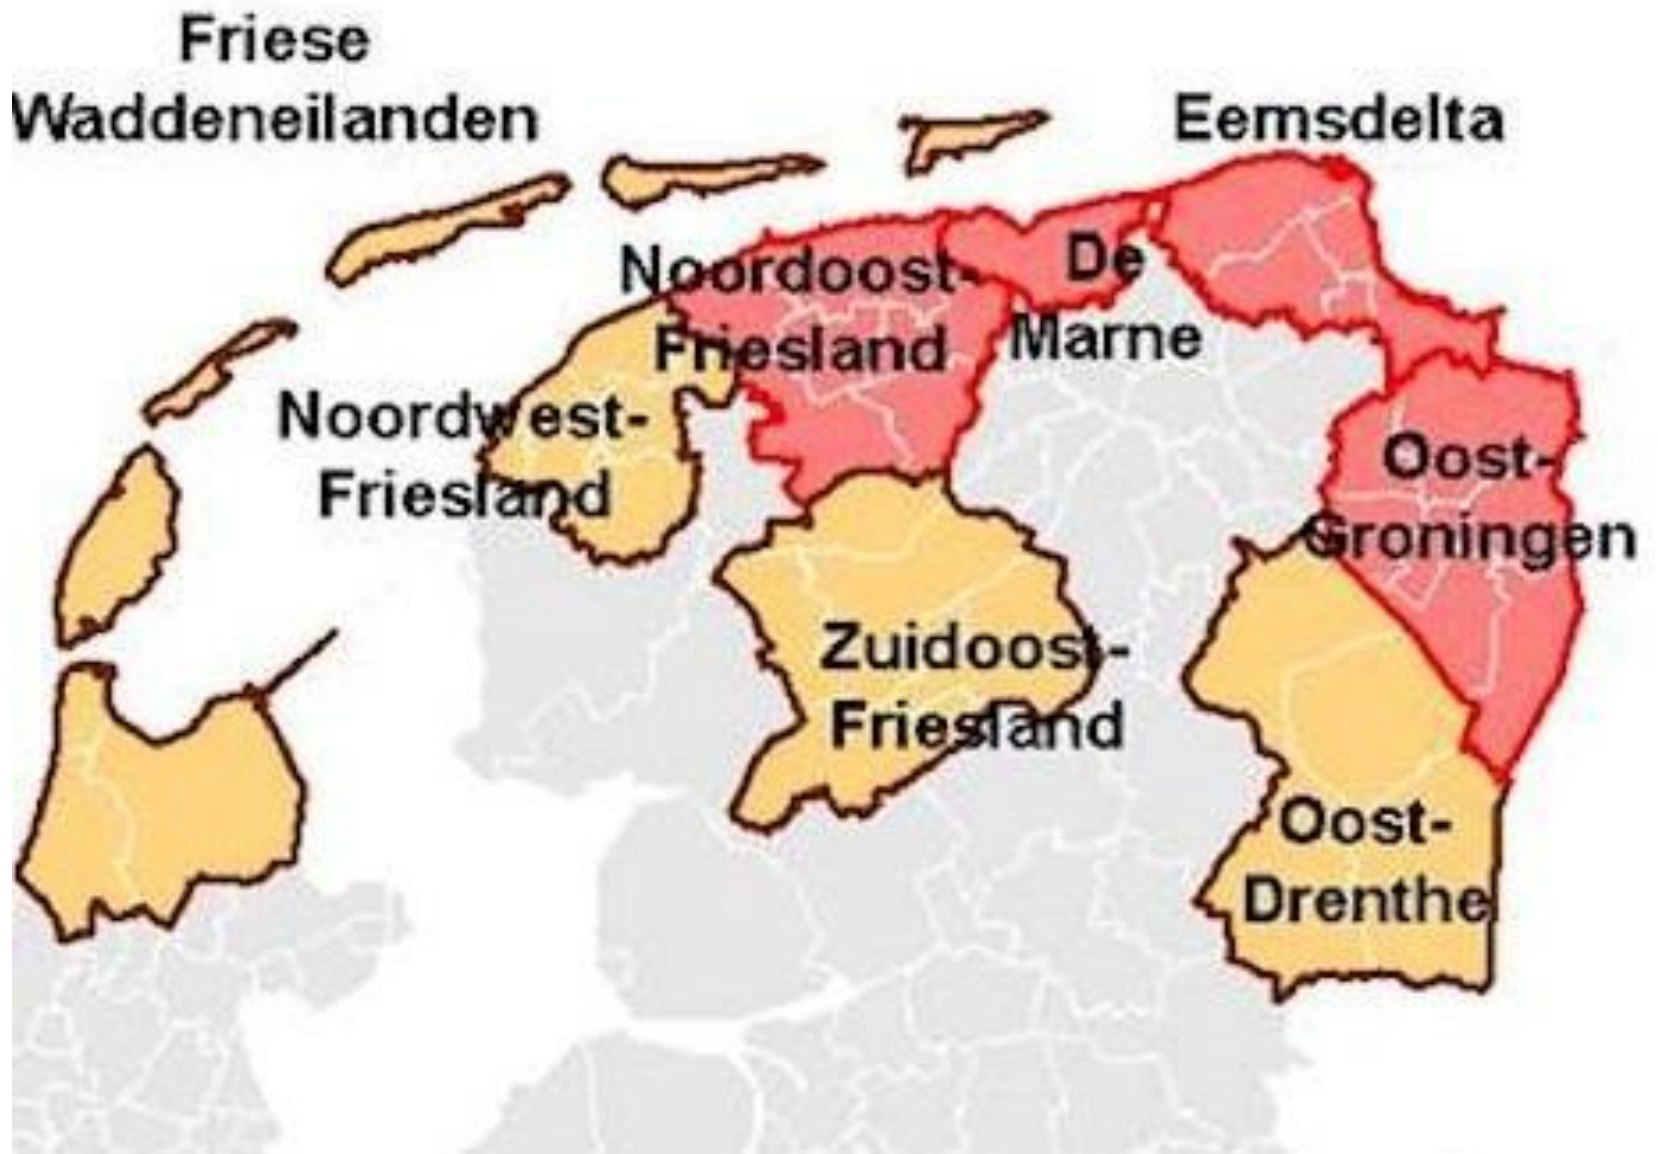 Friese
Waddeneilanden
Eemsdelta
Noordoost-
Friesland
De
Marne
Noordwest-
Friesland
Oost-
Groningen
Zuidoost-
Friesland
Oost-
Drenthe